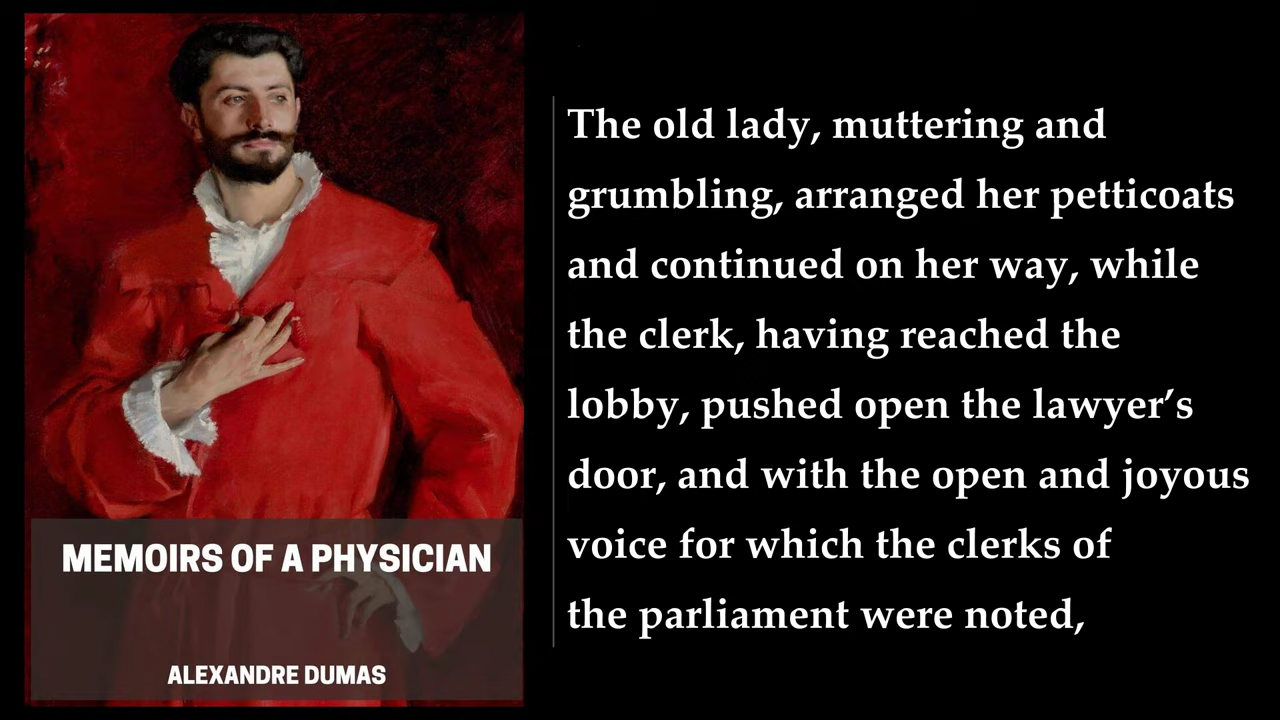 MEMOIRS OF A PHYSICIAN
ALEXANDRE DUMAS
The old lady, muttering and
grumbling, arranged her petticoats
and continued on her way, while
the clerk, having reached the
lobby, pushed open the lawyer’s
door, and with the open and joyous
voice for which the clerks of
the parliament were noted,